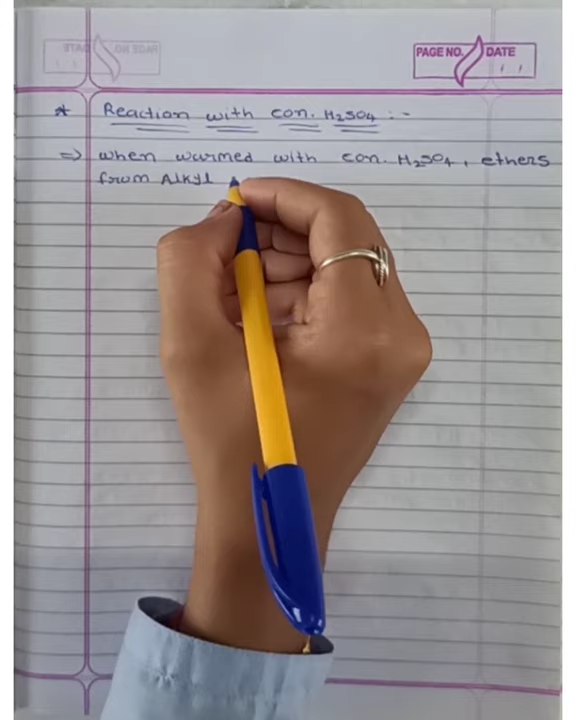 PAGE NO. DATE
* Reaction with con. H2SO4 :-
=> when warmed with con. H2SO4, ethers
from Alkyl